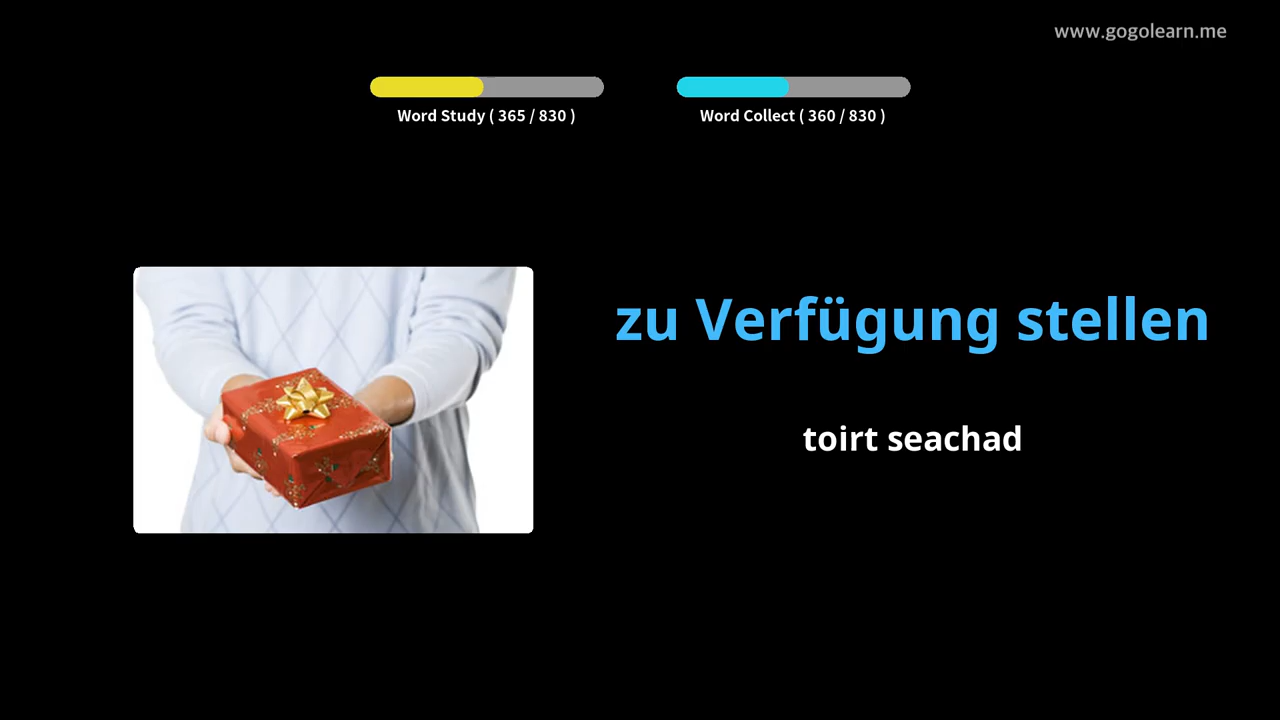 www.gogolearn.me
Word Study ( 365 / 830 )
Word Collect ( 360 / 830 )
zu Verfügung stellen
toirt seachad